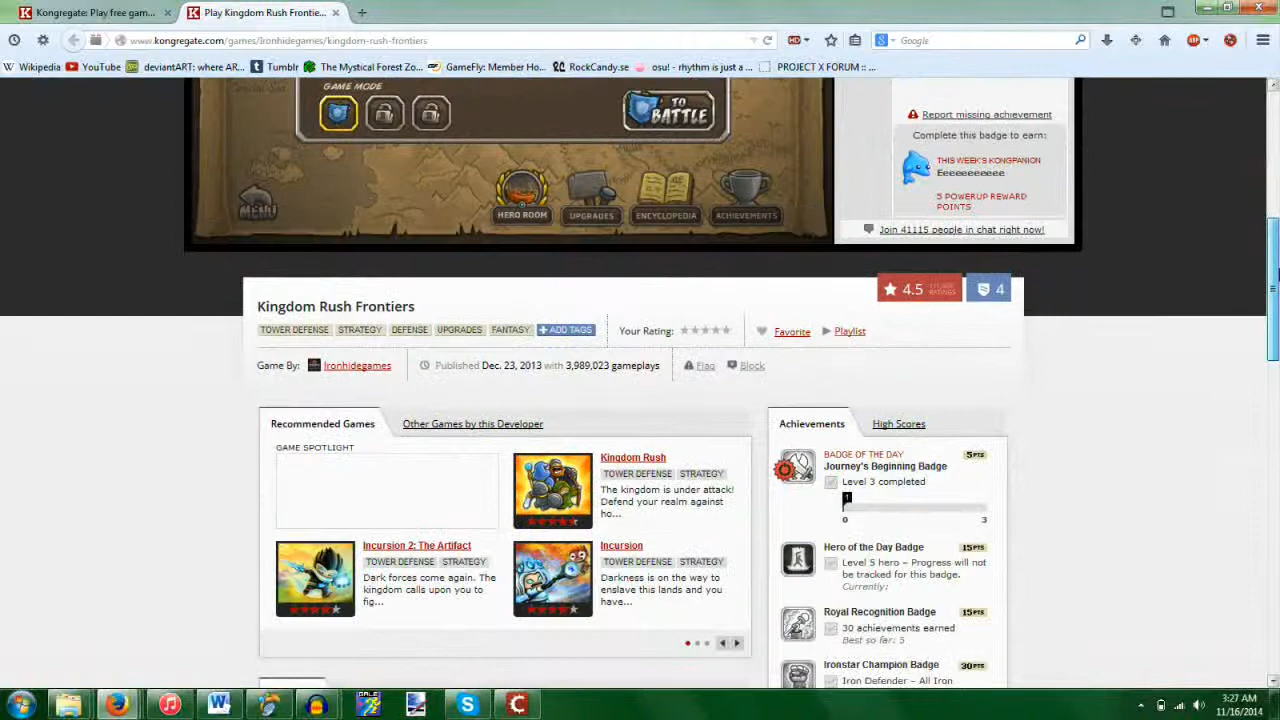 Kongregate: Play free gam... ×
Play Kingdom Rush Frontie... × +
www.kongregate.com/games/Ironhidegames/kingdom-rush-frontiers
Google
Wikipedia YouTube deviantART: where AR... Tumblr The Mystical Forest Zo... GameFly: Member Ho... RockCandy.se osu! - rhythm is just a ... PROJECT X FORUM :: ...
GAME MODE
TO BATTLE
MENU
HERO ROOM UPGRADES ENCYCLOPEDIA ACHIEVEMENTS
Report missing achievement
Complete this badge to earn:
THIS WEEK'S KONGPANION
Eeeeeeeeeee
5 POWERUP REWARD
POINTS
Join 41115 people in chat right now!
4.5 RATINGS 4
Kingdom Rush Frontiers
TOWER DEFENSE STRATEGY DEFENSE UPGRADES FANTASY + ADD TAGS
Your Rating: Favorite Playlist
Game By: Ironhidegames Published Dec. 23, 2013 with 3,989,023 gameplays Flag Block
Recommended Games Other Games by this Developer
GAME SPOTLIGHT
Kingdom Rush
TOWER DEFENSE STRATEGY
The kingdom is under attack!
Defend your realm against
ho...
Incursion 2: The Artifact
TOWER DEFENSE STRATEGY
Dark forces come again. The
kingdom calls upon you to
fig...
Incursion
TOWER DEFENSE STRATEGY
Darkness is on the way to
enslave this lands and you
have...
Achievements High Scores
BADGE OF THE DAY 5 PTS
Journey's Beginning Badge
Level 3 completed
1
0 3
Hero of the Day Badge 15 PTS
Level 5 hero – Progress will not
be tracked for this badge.
Currently:
Royal Recognition Badge 15 PTS
30 achievements earned
Best so far: 5
Ironstar Champion Badge 30 PTS
Iron Defender – All Iron
3:27 AM
11/16/2014